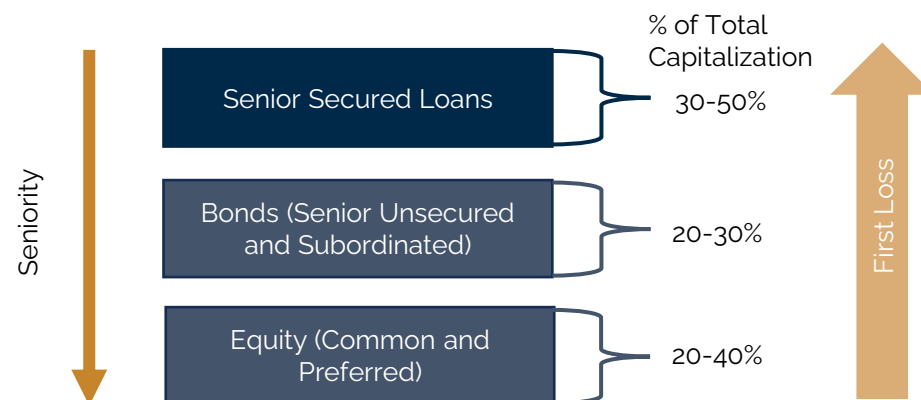 % of Total
Capitalization
Senior Secured Loans
30-50%
Seniority
Bonds (Senior Unsecured
and Subordinated)
20-30%
First Loss
Equity (Common and
Preferred)
20-40%